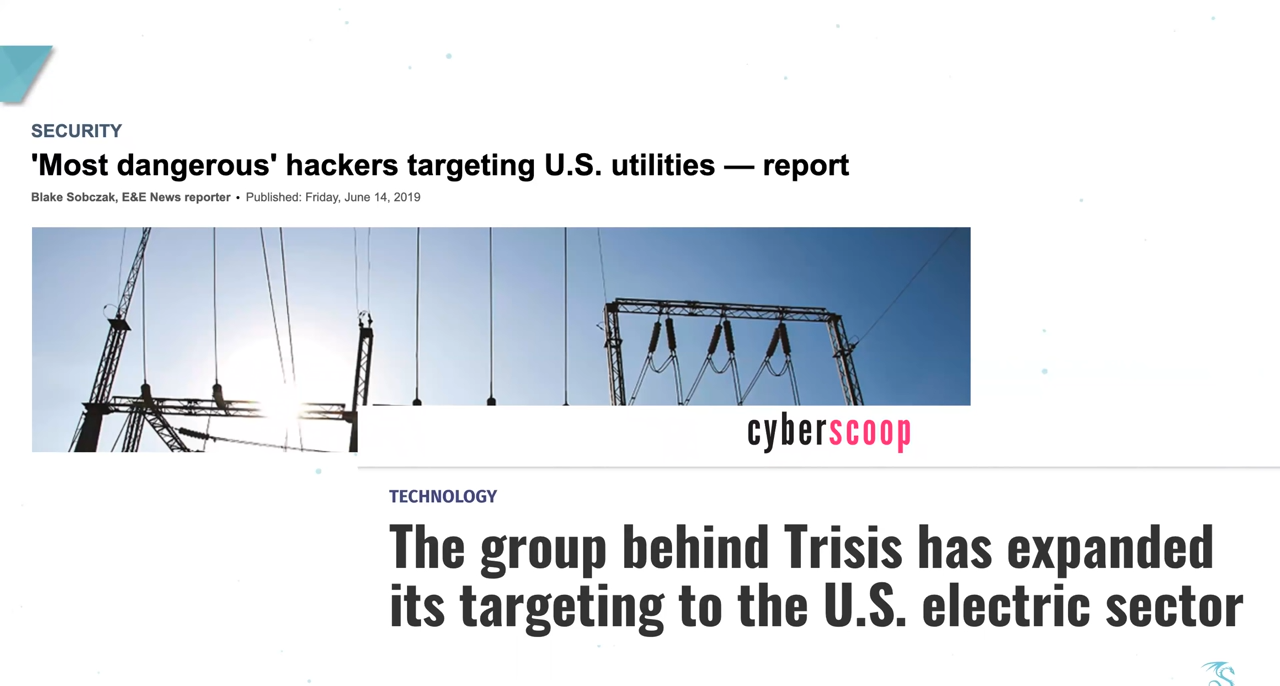 SECURITY
'Most dangerous' hackers targeting U.S. utilities — report
Blake Sobczak, E&E News reporter • Published: Friday, June 14, 2019
cyberscoop
TECHNOLOGY
The group behind Trisis has expanded
its targeting to the U.S. electric sector